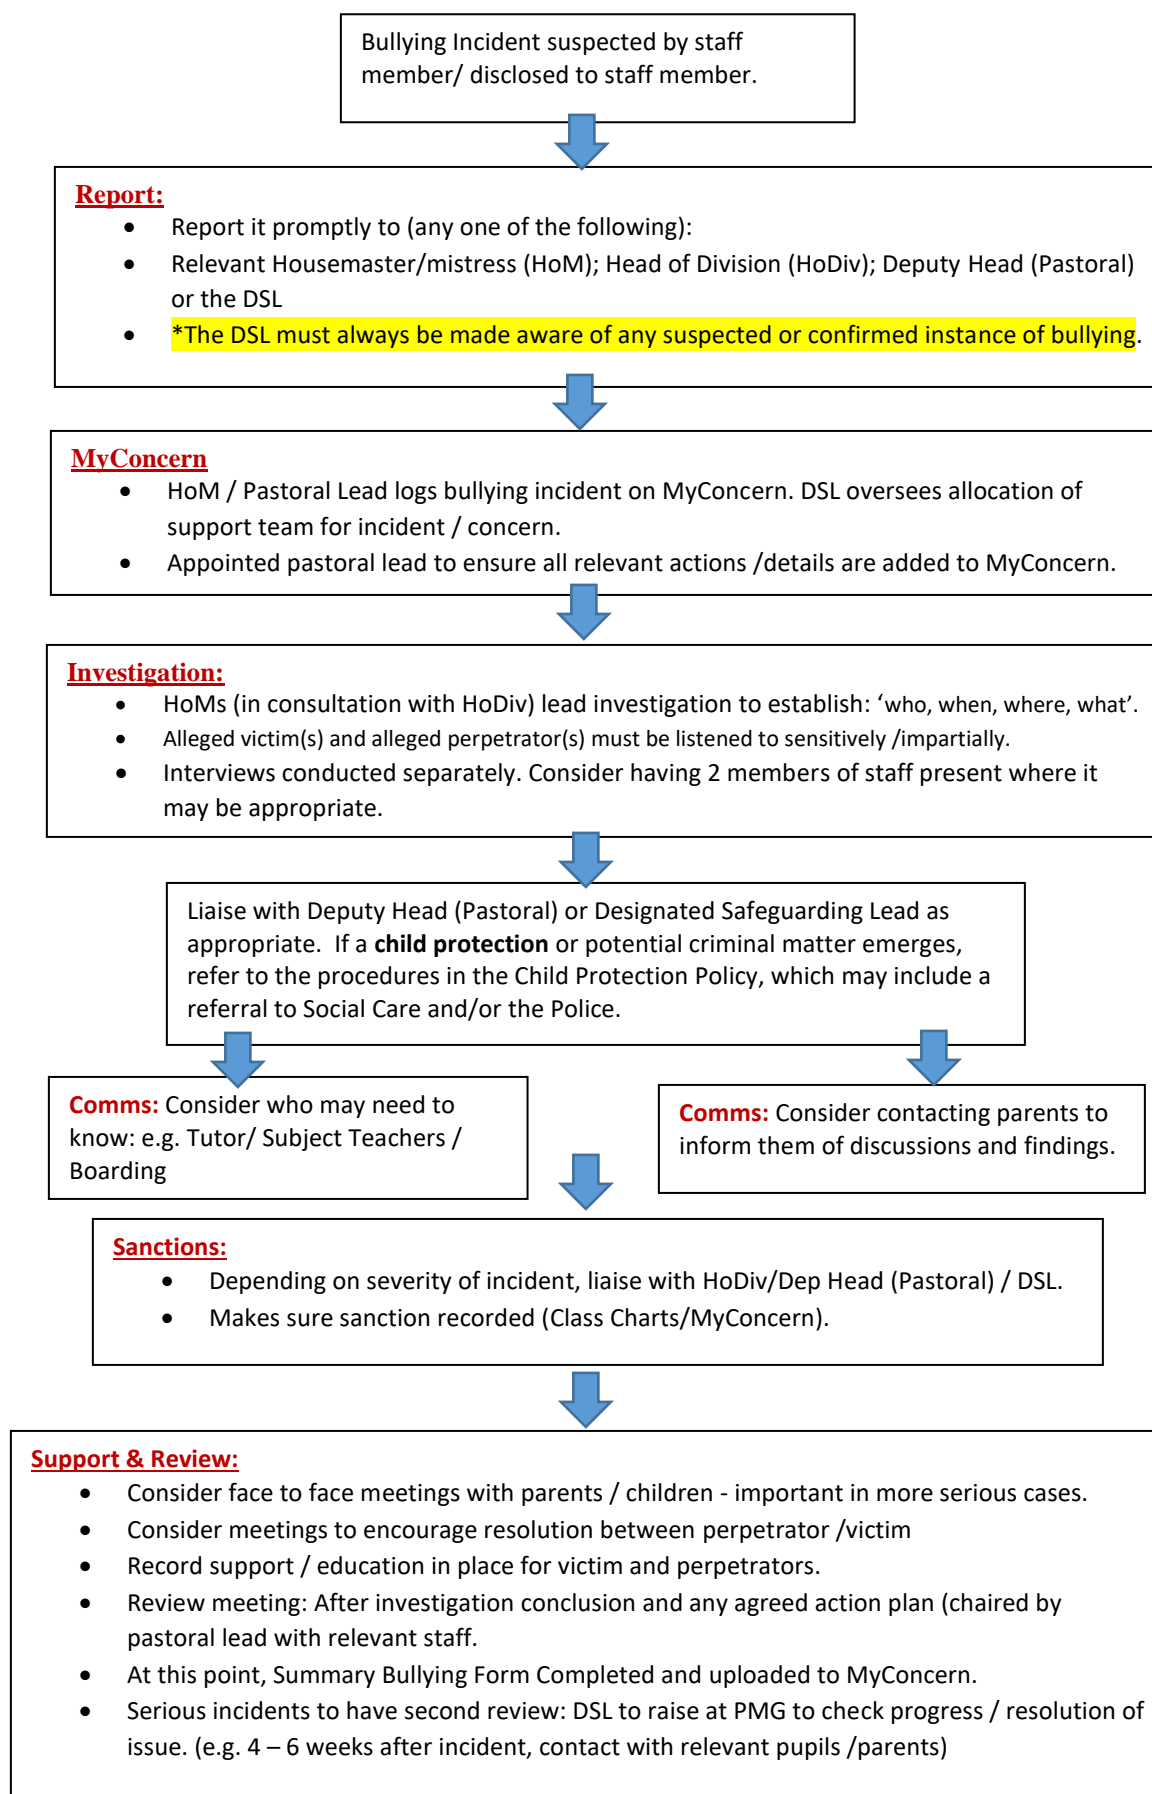 Bullying Incident suspected by staff
member/ disclosed to staff member.
Report:
• Report it promptly to (any one of the following):
• Relevant Housemaster/mistress (HoM); Head of Division (HoDiv); Deputy Head (Pastoral)
or the DSL
• *The DSL must always be made aware of any suspected or confirmed instance of bullying.
MyConcern
• HoM / Pastoral Lead logs bullying incident on MyConcern. DSL oversees allocation of
support team for incident / concern.
• Appointed pastoral lead to ensure all relevant actions /details are added to MyConcern.
Investigation:
• HoMs (in consultation with HoDiv) lead investigation to establish: ‘who, when, where, what’.
• Alleged victim(s) and alleged perpetrator(s) must be listened to sensitively /impartially.
• Interviews conducted separately. Consider having 2 members of staff present where it
may be appropriate.
Liaise with Deputy Head (Pastoral) or Designated Safeguarding Lead as
appropriate.  If a child protection or potential criminal matter emerges,
refer to the procedures in the Child Protection Policy, which may include a
referral to Social Care and/or the Police.
Comms: Consider who may need to
know: e.g. Tutor/ Subject Teachers /
Boarding
Comms: Consider contacting parents to
inform them of discussions and findings.
Sanctions:
• Depending on severity of incident, liaise with HoDiv/Dep Head (Pastoral) / DSL.
• Makes sure sanction recorded (Class Charts/MyConcern).
Support & Review:
• Consider face to face meetings with parents / children - important in more serious cases.
• Consider meetings to encourage resolution between perpetrator /victim
• Record support / education in place for victim and perpetrators.
• Review meeting: After investigation conclusion and any agreed action plan (chaired by
pastoral lead with relevant staff.
• At this point, Summary Bullying Form Completed and uploaded to MyConcern.
• Serious incidents to have second review: DSL to raise at PMG to check progress / resolution of
issue. (e.g. 4 – 6 weeks after incident, contact with relevant pupils /parents)